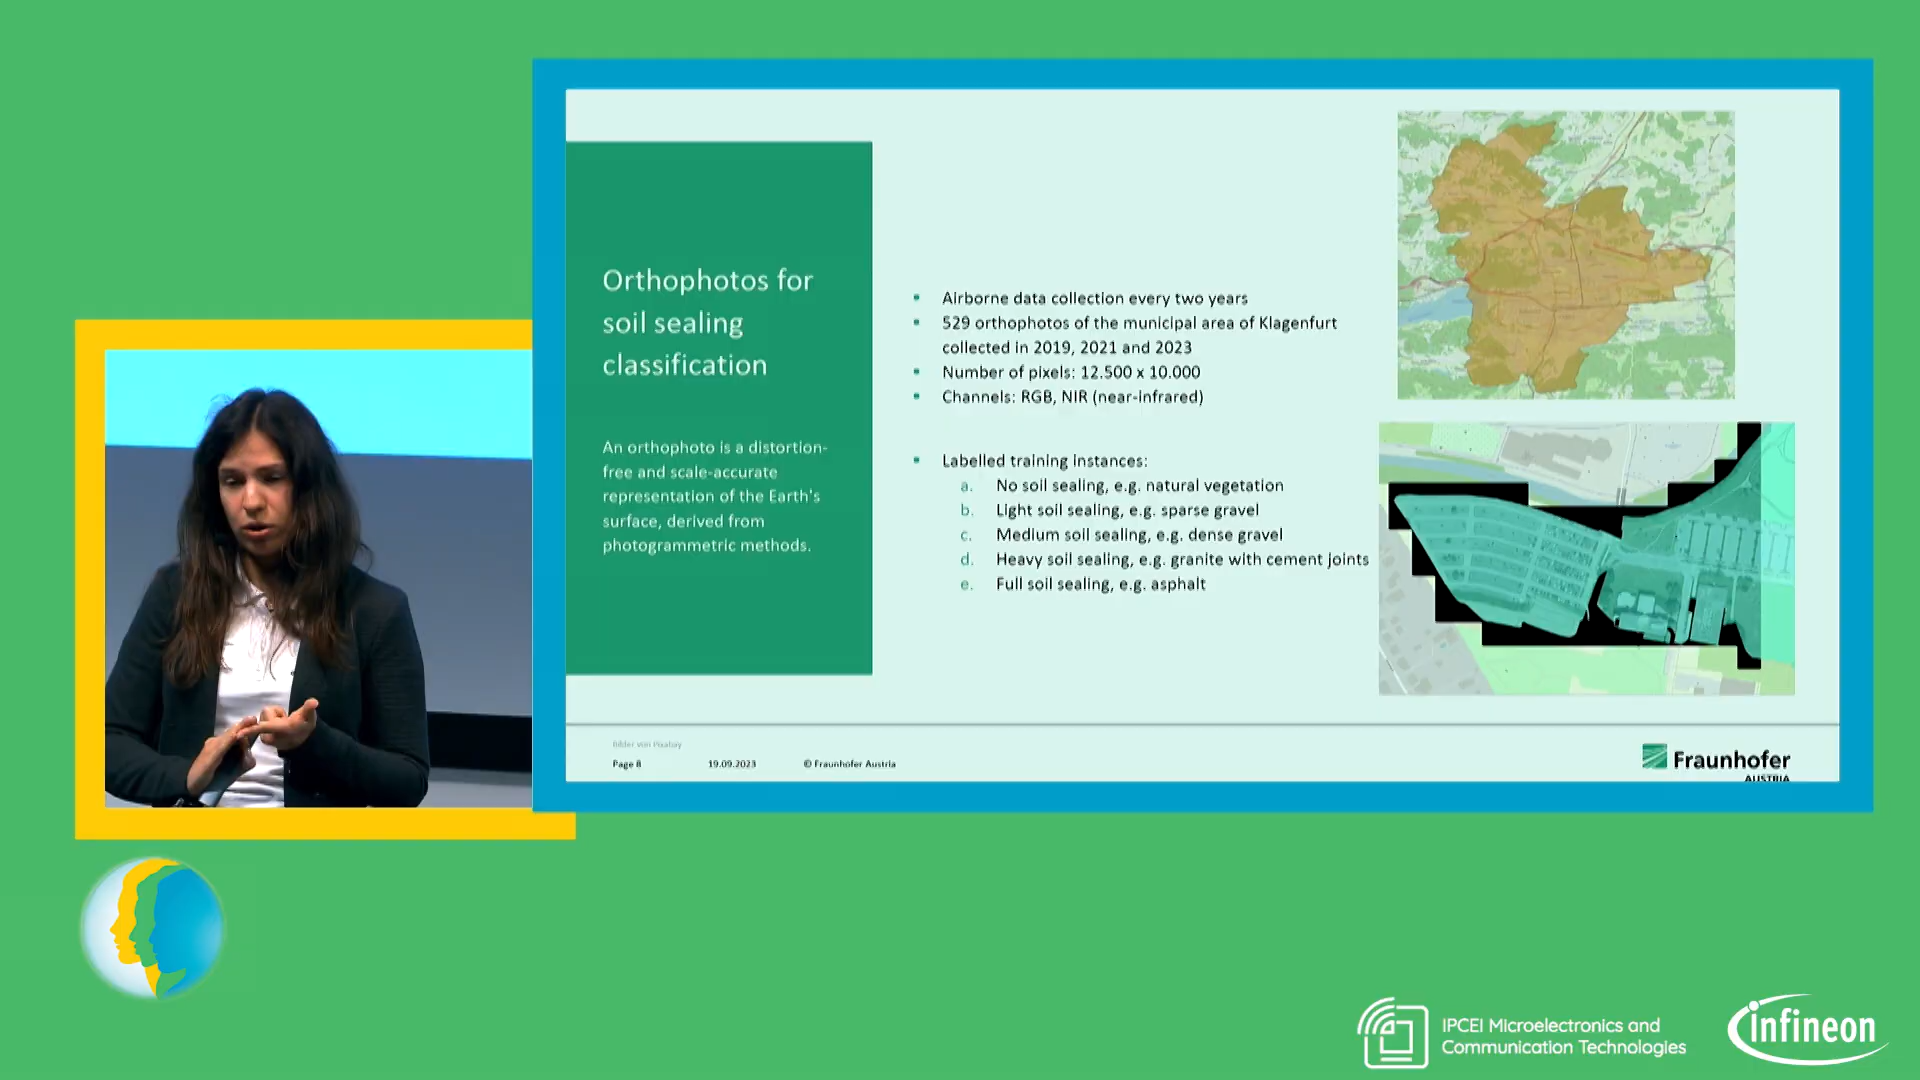 Orthophotos for
soil sealing
classification
An orthophoto is a distortion-
free and scale-accurate
representation of the Earth's
surface, derived from
photogrammetric methods.
Airborne data collection every two years
529 orthophotos of the municipal area of Klagenfurt
collected in 2019, 2021 and 2023
Number of pixels: 12.500 x 10.000
Channels: RGB, NIR (near-infrared)
Labelled training instances:
a. No soil sealing, e.g. natural vegetation
b. Light soil sealing, e.g. sparse gravel
c. Medium soil sealing, e.g. dense gravel
d. Heavy soil sealing, e.g. granite with cement joints
e. Full soil sealing, e.g. asphalt
Bilder von Pixabay
Page 8 19.09.2023 © Fraunhofer Austria
Fraunhofer
AUSTRIA
IPCEI Microelectronics and
Communication Technologies
infineon